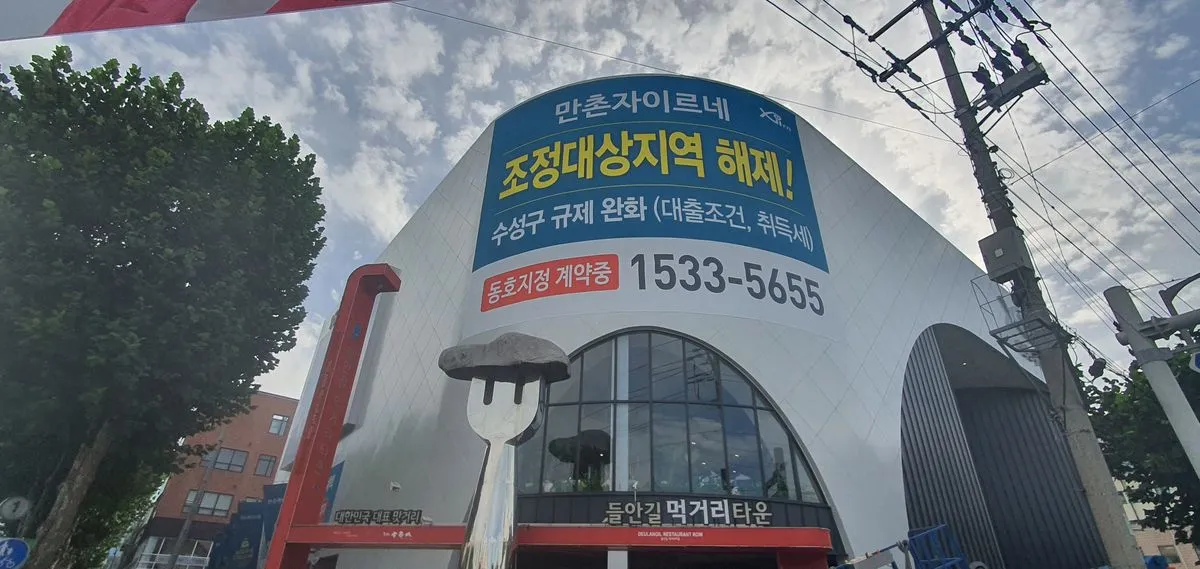 만촌자이르네
조정대상지역 해제!
수성구 규제 완화 (대출조건, 취득세)
동호지정 계약중 1533-5655
대한민국 대표 맛거리
들안길 먹거리타운
DEULANGIL RESTAURANT ROW